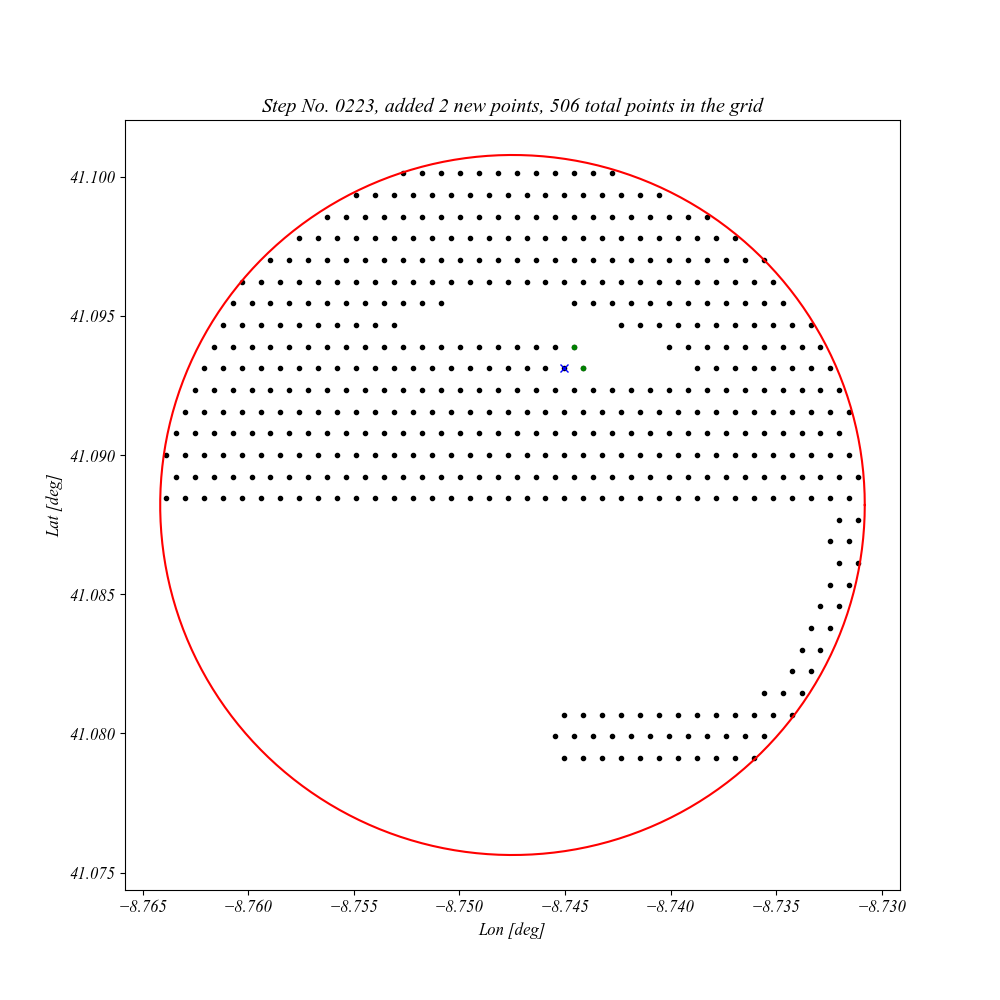 Step No. 0223, added 2 new points, 506 total points in the grid
41.100
41.095
41.090
41.085
41.080
41.075
Lat [deg]
−8.765 −8.760 −8.755 −8.750 −8.745 −8.740 −8.735 −8.730
Lon [deg]